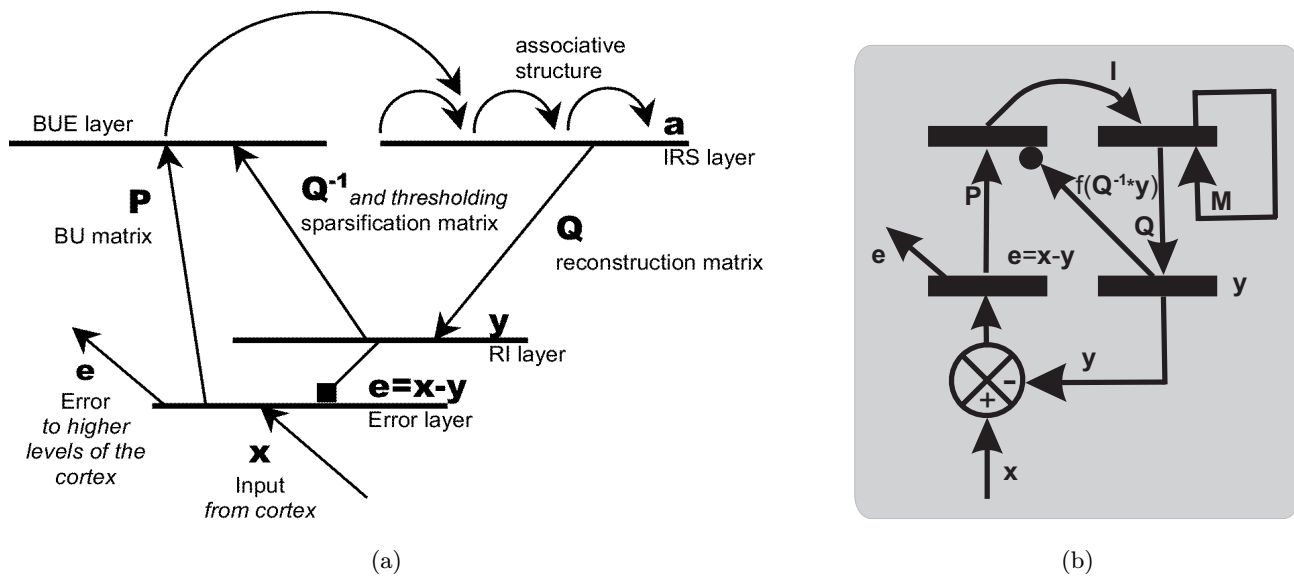 associative
structure
BUE layer
a
IRS layer
P
BU matrix
Q⁻¹ and thresholding
sparsification matrix
Q
reconstruction matrix
y
RI layer
e
Error
to higher
levels of the
cortex
e=x-y
Error layer
x
Input
from cortex
(a)
I
P
f(Q⁻¹*y)
M
Q
e
e=x-y
y
y
-
+
x
(b)